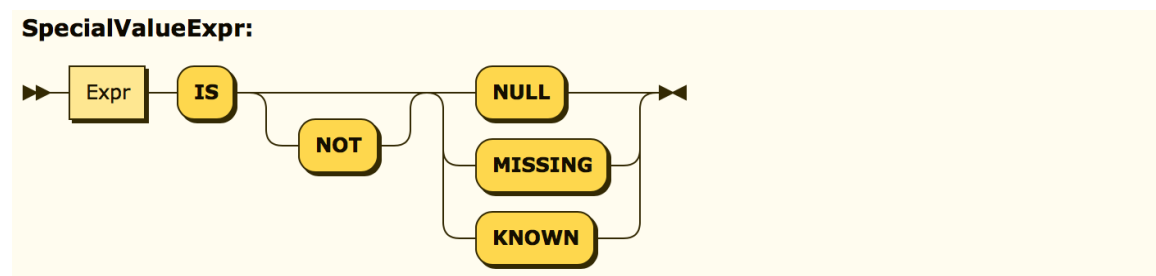 SpecialValueExpr:
Expr IS NULL
NOT
MISSING
KNOWN